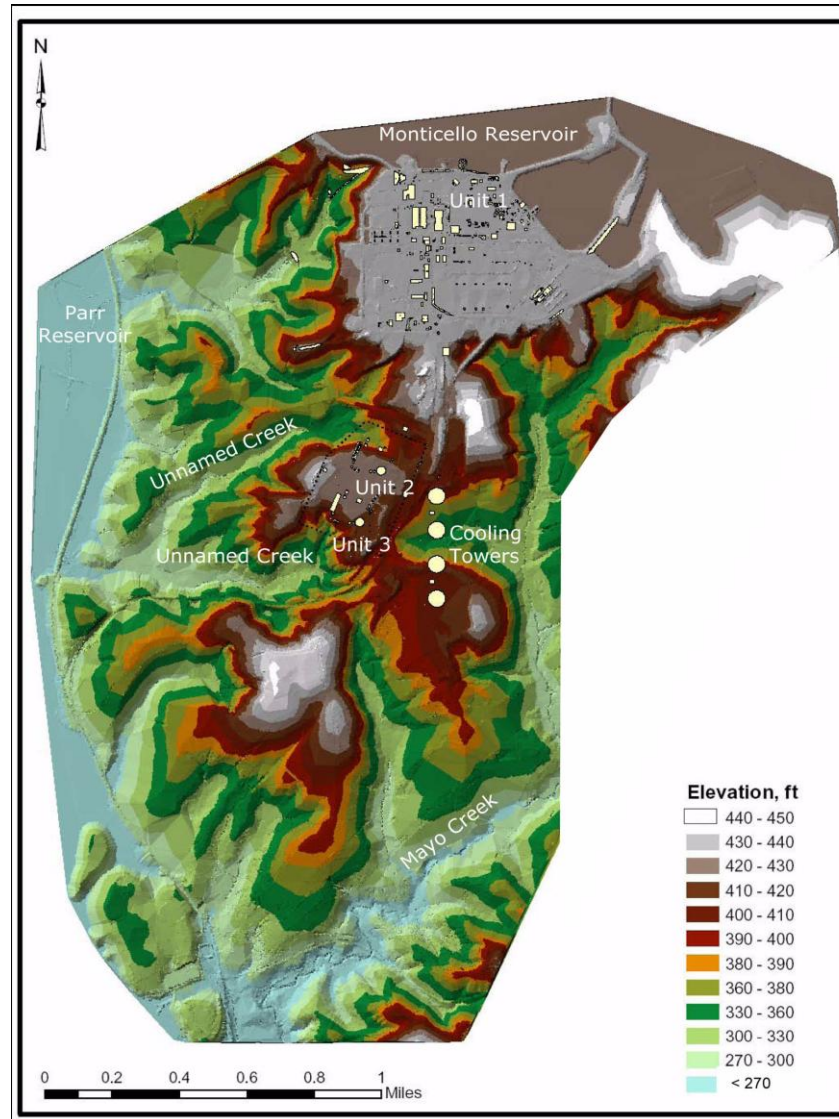 N
Monticello Reservoir
Unit 1
Parr
Reservoir
Unnamed Creek
Unit 2
Unnamed Creek
Unit 3
Cooling
Towers
Mayo Creek
Elevation, ft
440 - 450
430 - 440
420 - 430
410 - 420
400 - 410
390 - 400
380 - 390
360 - 380
330 - 360
300 - 330
270 - 300
< 270
0 0.2 0.4 0.6 0.8 1
Miles